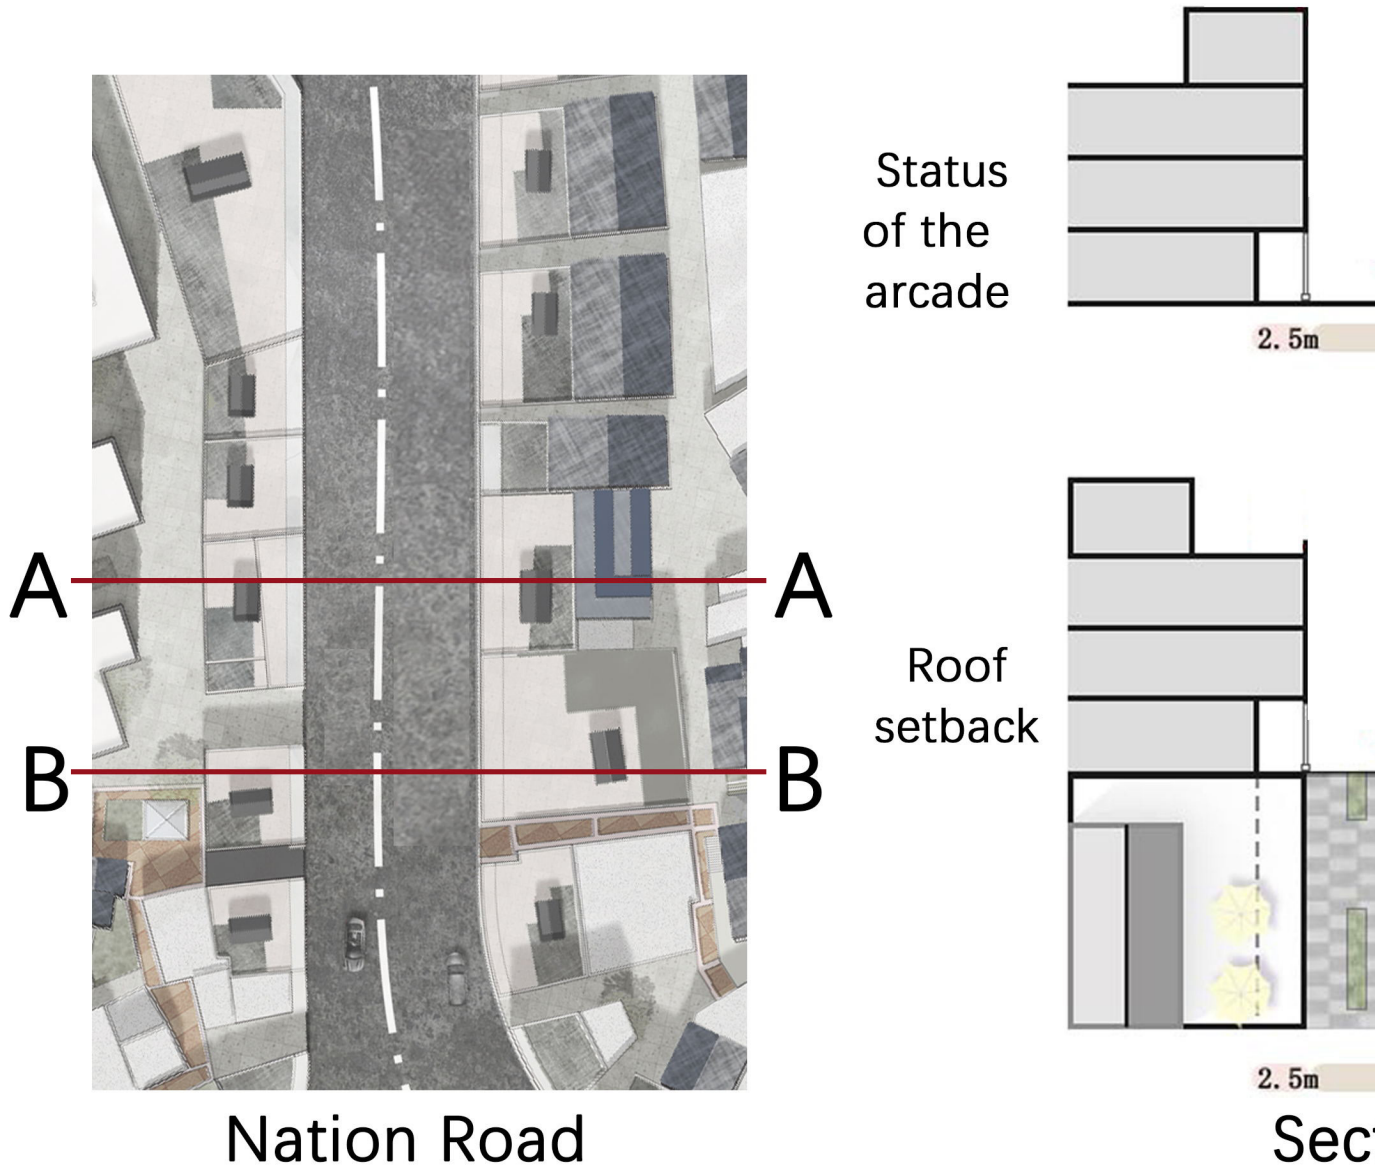 Status
of the
arcade
2.5m
A
A
Roof
setback
B
B
2.5m
Nation Road